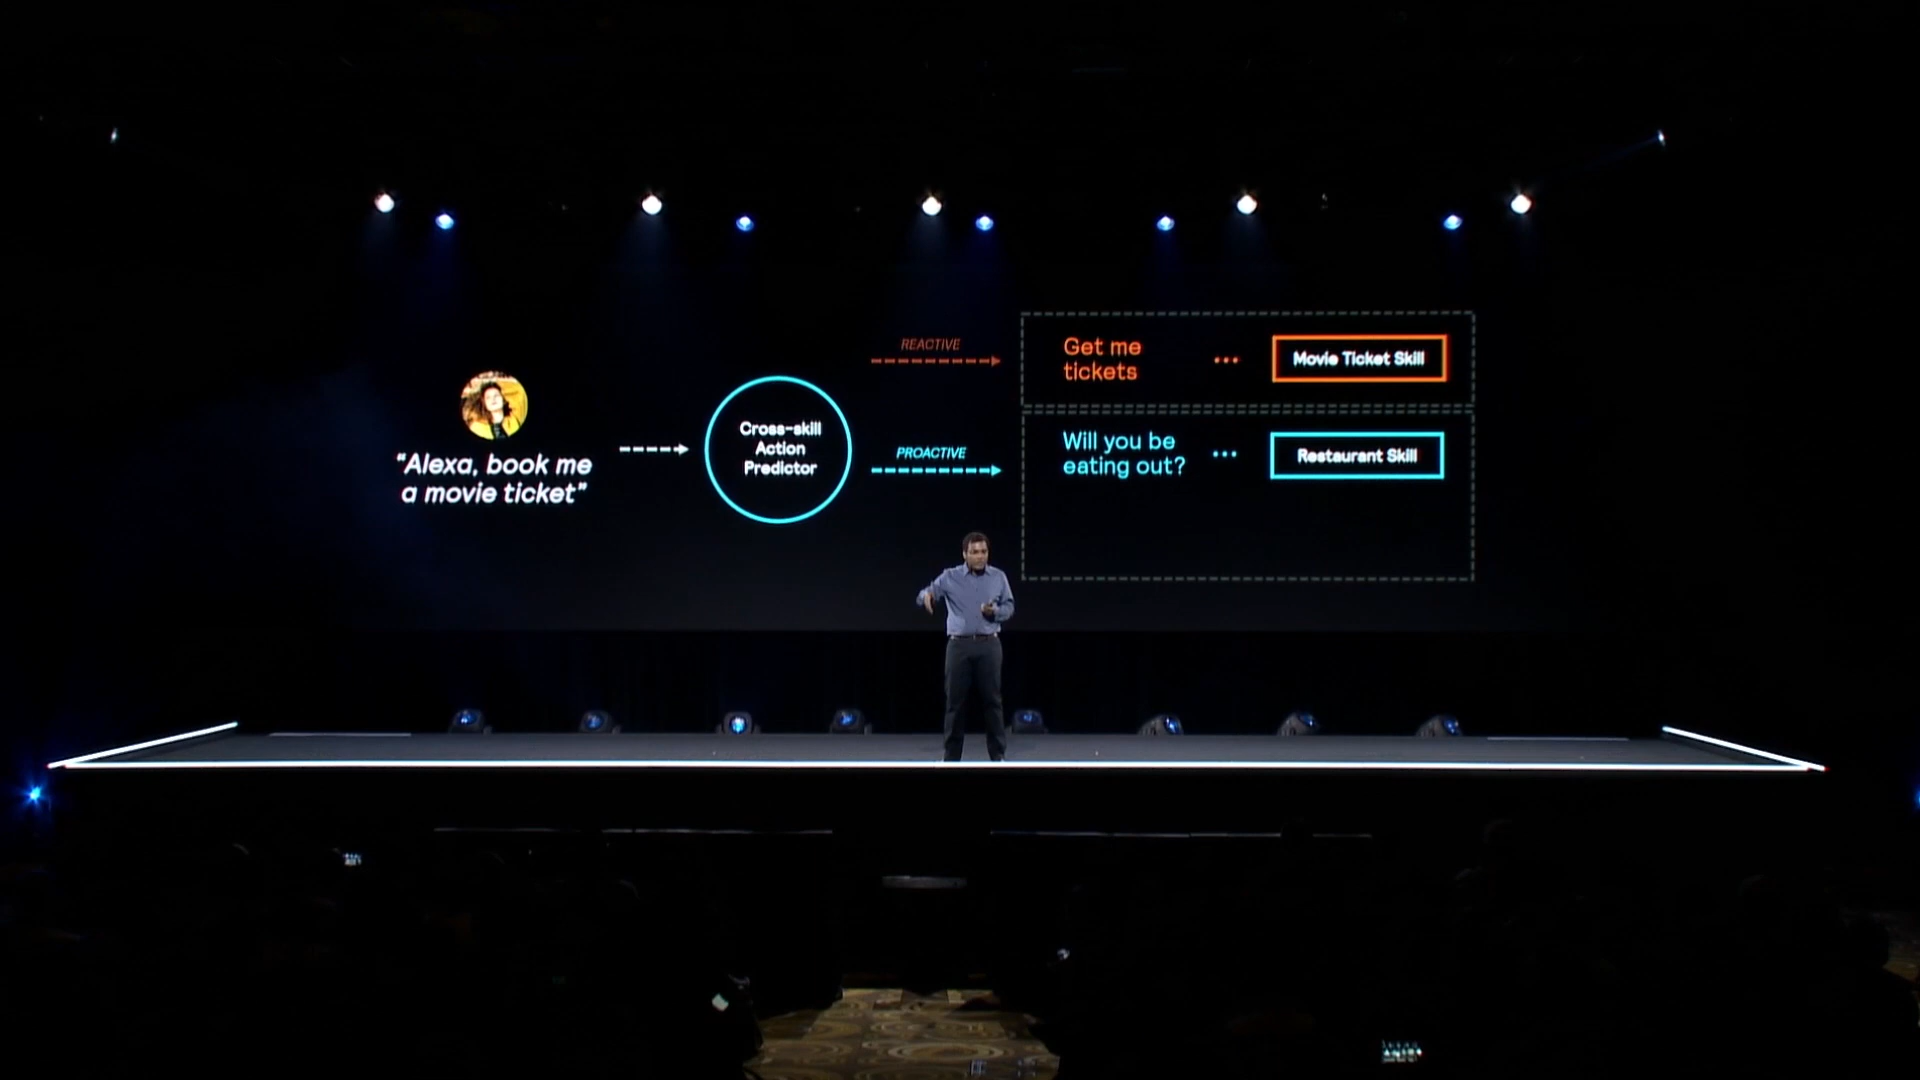 "Alexa, book me
a movie ticket"
Cross-skill
Action
Predictor
REACTIVE
Get me
tickets
Movie Ticket Skill
PROACTIVE
Will you be
eating out?
Restaurant Skill